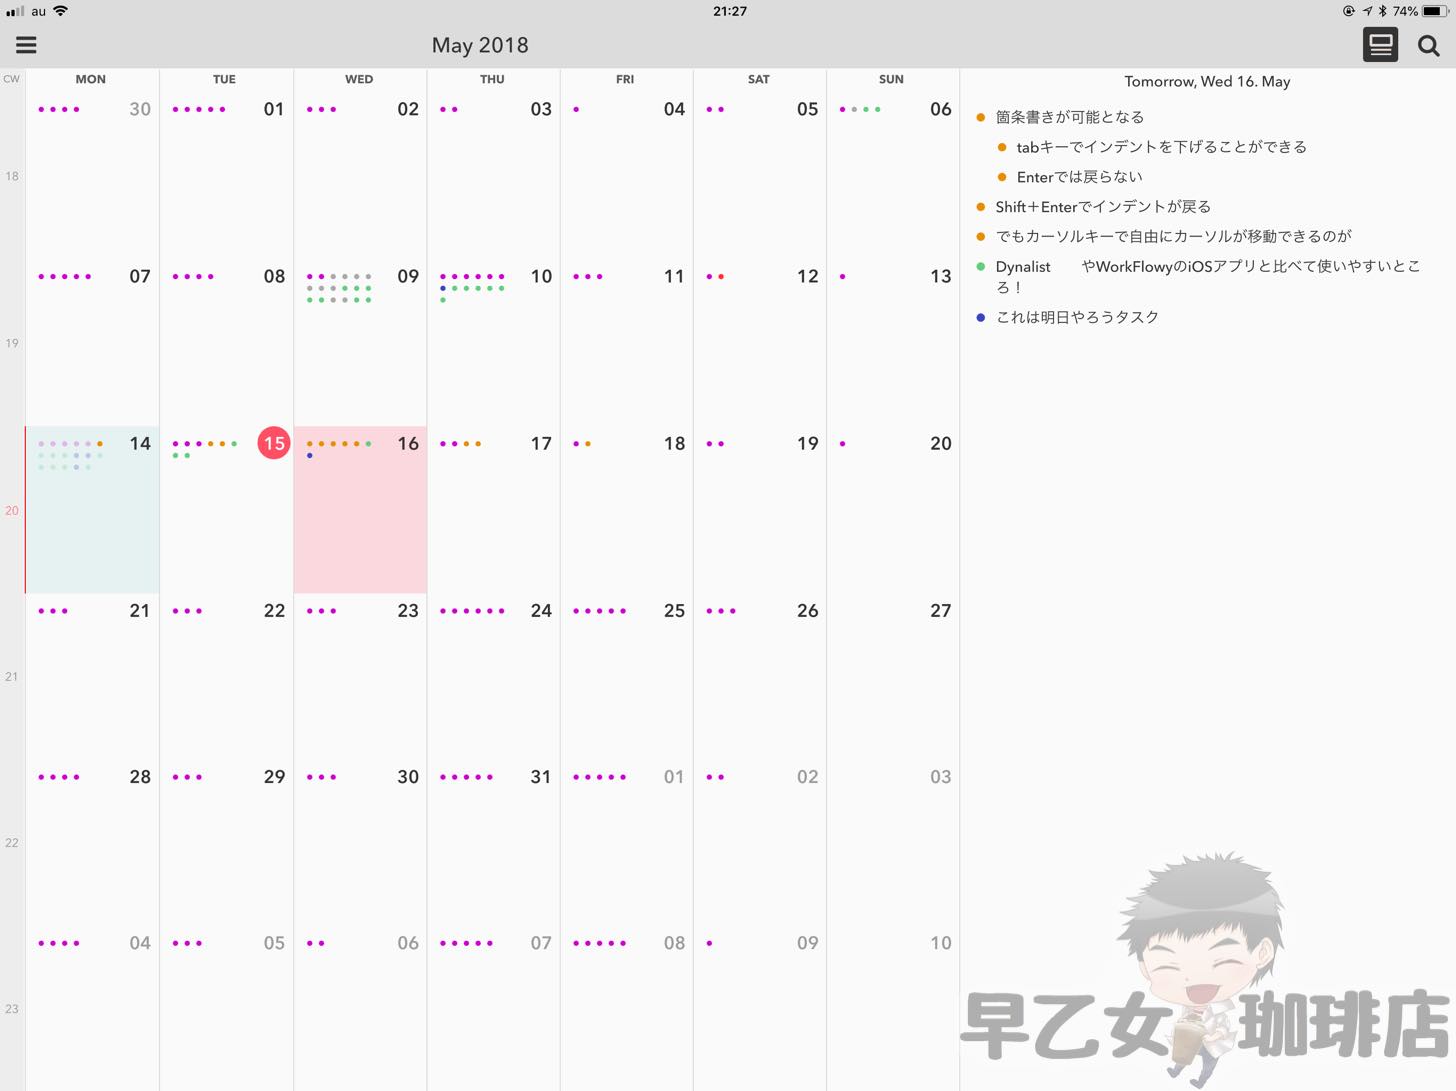 au 21:27 74%
May 2018
CW MON TUE WED THU FRI SAT SUN
30 01 02 03 04 05 06
18
07 08 09 10 11 12 13
19
14 15 16 17 18 19 20
20
21 22 23 24 25 26 27
21
28 29 30 31 01 02 03
22
04 05 06 07 08 09 10
23
Tomorrow, Wed 16. May
箇条書きが可能となる
tabキーでインデントを下げることができる
Enterでは戻らない
Shift＋Enterでインデントが戻る
でもカーソルキーで自由にカーソルが移動できるのが
Dynalist　　やWorkFlowyのiOSアプリと比べて使いやすいとこ
ろ！
これは明日やろうタスク
早乙女珈琲店